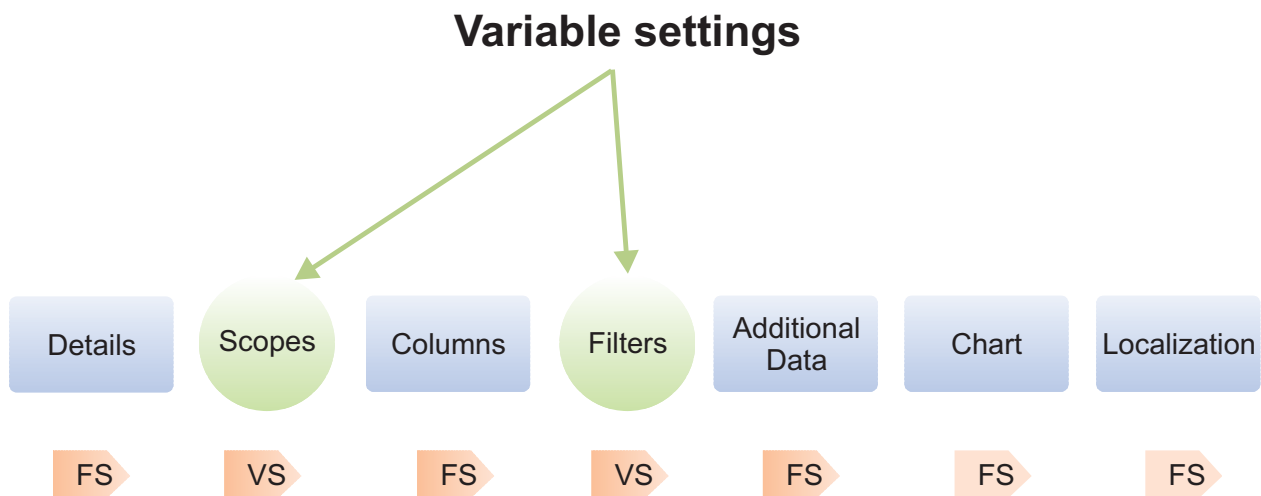 Variable settings
Details
Scopes
Columns
Filters
Additional
Data
Chart
Localization
FS
VS
FS
VS
FS
FS
FS